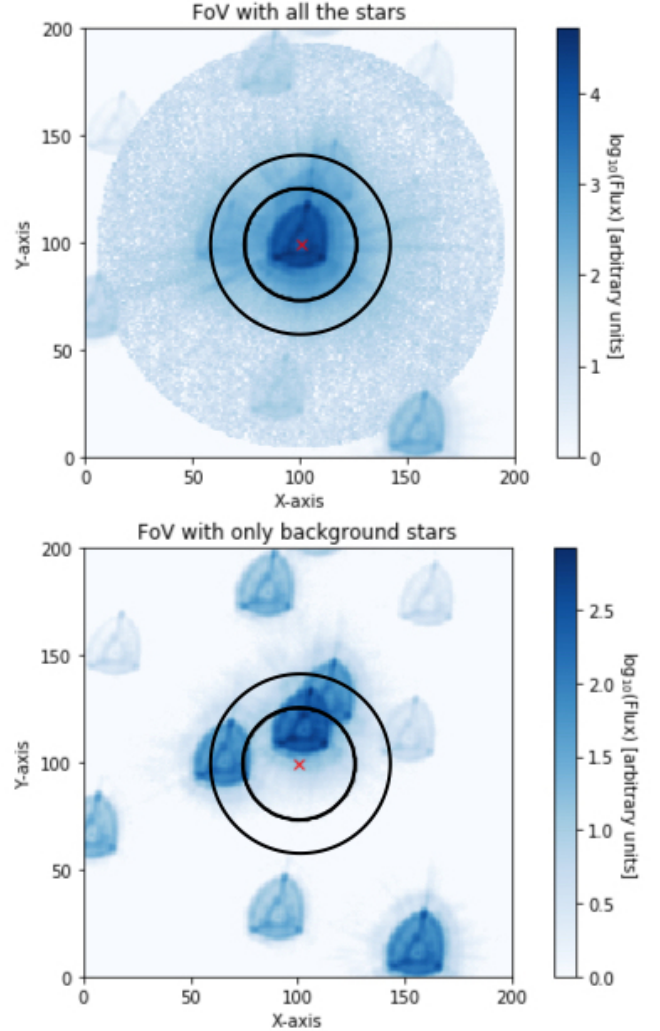 FoV with all the stars
200
150
100
50
0
Y-axis
0 50 100 150 200
X-axis
4
3
2
1
0
log₁₀(Flux) [arbitrary units]
FoV with only background stars
200
150
100
50
0
Y-axis
0 50 100 150 200
X-axis
2.5
2.0
1.5
1.0
0.5
0.0
log₁₀(Flux) [arbitrary units]